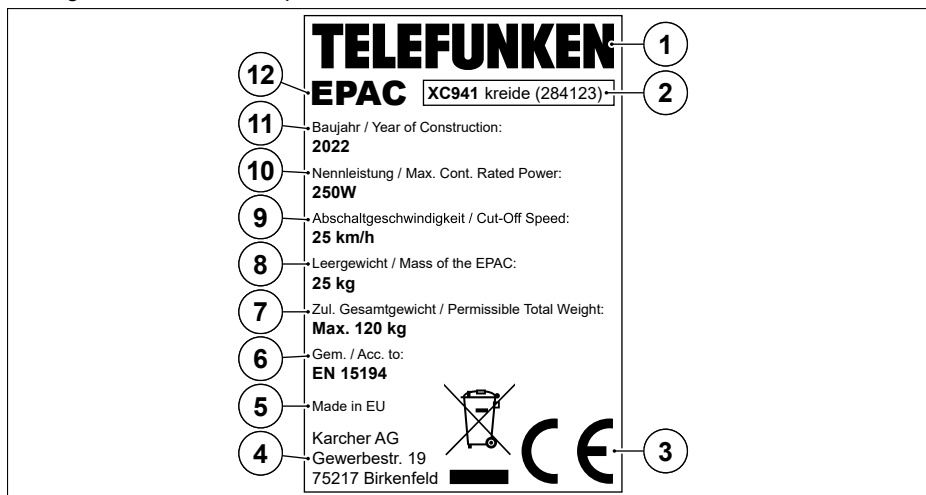 TELEFUNKEN
1
12
EPAC
XC941 kreide (284123)
2
11
Baujahr / Year of Construction:
2022
10
Nennleistung / Max. Cont. Rated Power:
250W
9
Abschaltgeschwindigkeit / Cut-Off Speed:
25 km/h
8
Leergewicht / Mass of the EPAC:
25 kg
7
Zul. Gesamtgewicht / Permissible Total Weight:
Max. 120 kg
6
Gem. / Acc. to:
EN 15194
5
Made in EU
4
Karcher AG
Gewerbestr. 19
75217 Birkenfeld
CE
3